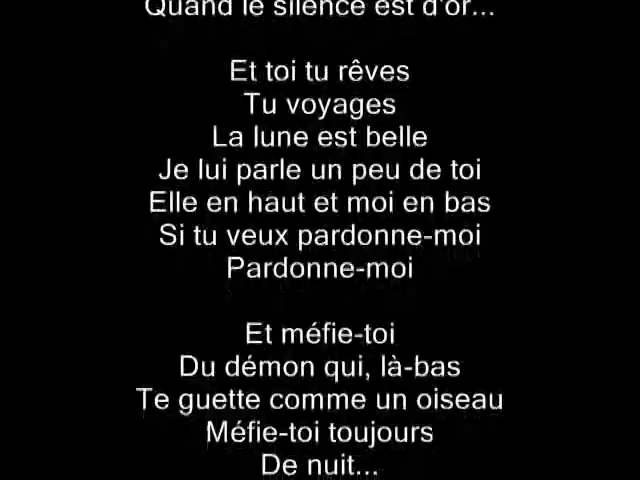 Quand le silence est d'or...
Et toi tu rêves
Tu voyages
La lune est belle
Je lui parle un peu de toi
Elle en haut et moi en bas
Si tu veux pardonne-moi
Pardonne-moi
Et méfie-toi
Du démon qui, là-bas
Te guette comme un oiseau
Méfie-toi toujours
De nuit...